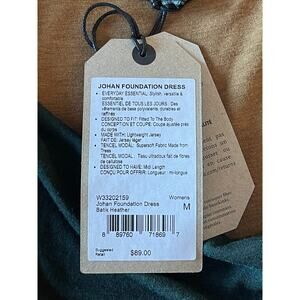 JOHAN FOUNDATION DRESS
• EVERYDAY ESSENTIAL: Stylish, versatile &
comfortable
ESSENTIEL DE TOUS LES JOURS : Des
vêtements de base polyvalents, durables et
raffinés
• DESIGNED TO FIT: Fitted To The Body
CONCEPTION ET COUPE: Coupe ajustée près
du corps
• MADE WITH: Lightweight Jersey
FAIT DE: Jersey léger
• TENCEL MODAL: Supersoft Fabric Made from
Trees
TENCEL MODAL : Tissu ultradoux fait de fibres
de cellulose
• DESIGNED TO HAVE: Midi Length
CONÇU POUR OFFRIR: Longueur : mi-longue
W33202159
Womens
Johan Foundation Dress
Batik Heather
M
8 89760 71869 7
Suggested
Retail
$89.00